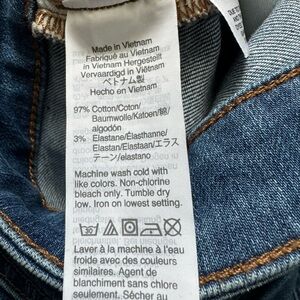 Made in Vietnam
Fabriqué au Vietnam
in Vietnam Hergestellt
Vervaardigd in Viëtnam
ベトナム製
Hecho en Vietnam
97% Cotton/Coton/
Baumwolle/Katoen/綿/
algodón
3% Elastane/Élasthanne/
Elastan/Elastaan/エラス
テーン/elastano
Machine wash cold with
like colors. Non-chlorine
bleach only. Tumble dry
low. Iron on lowest setting.
Laver à la machine à l'eau
froide avec des couleurs
similaires. Agent de
blanchiment sans chlore
seulement. Sécher au